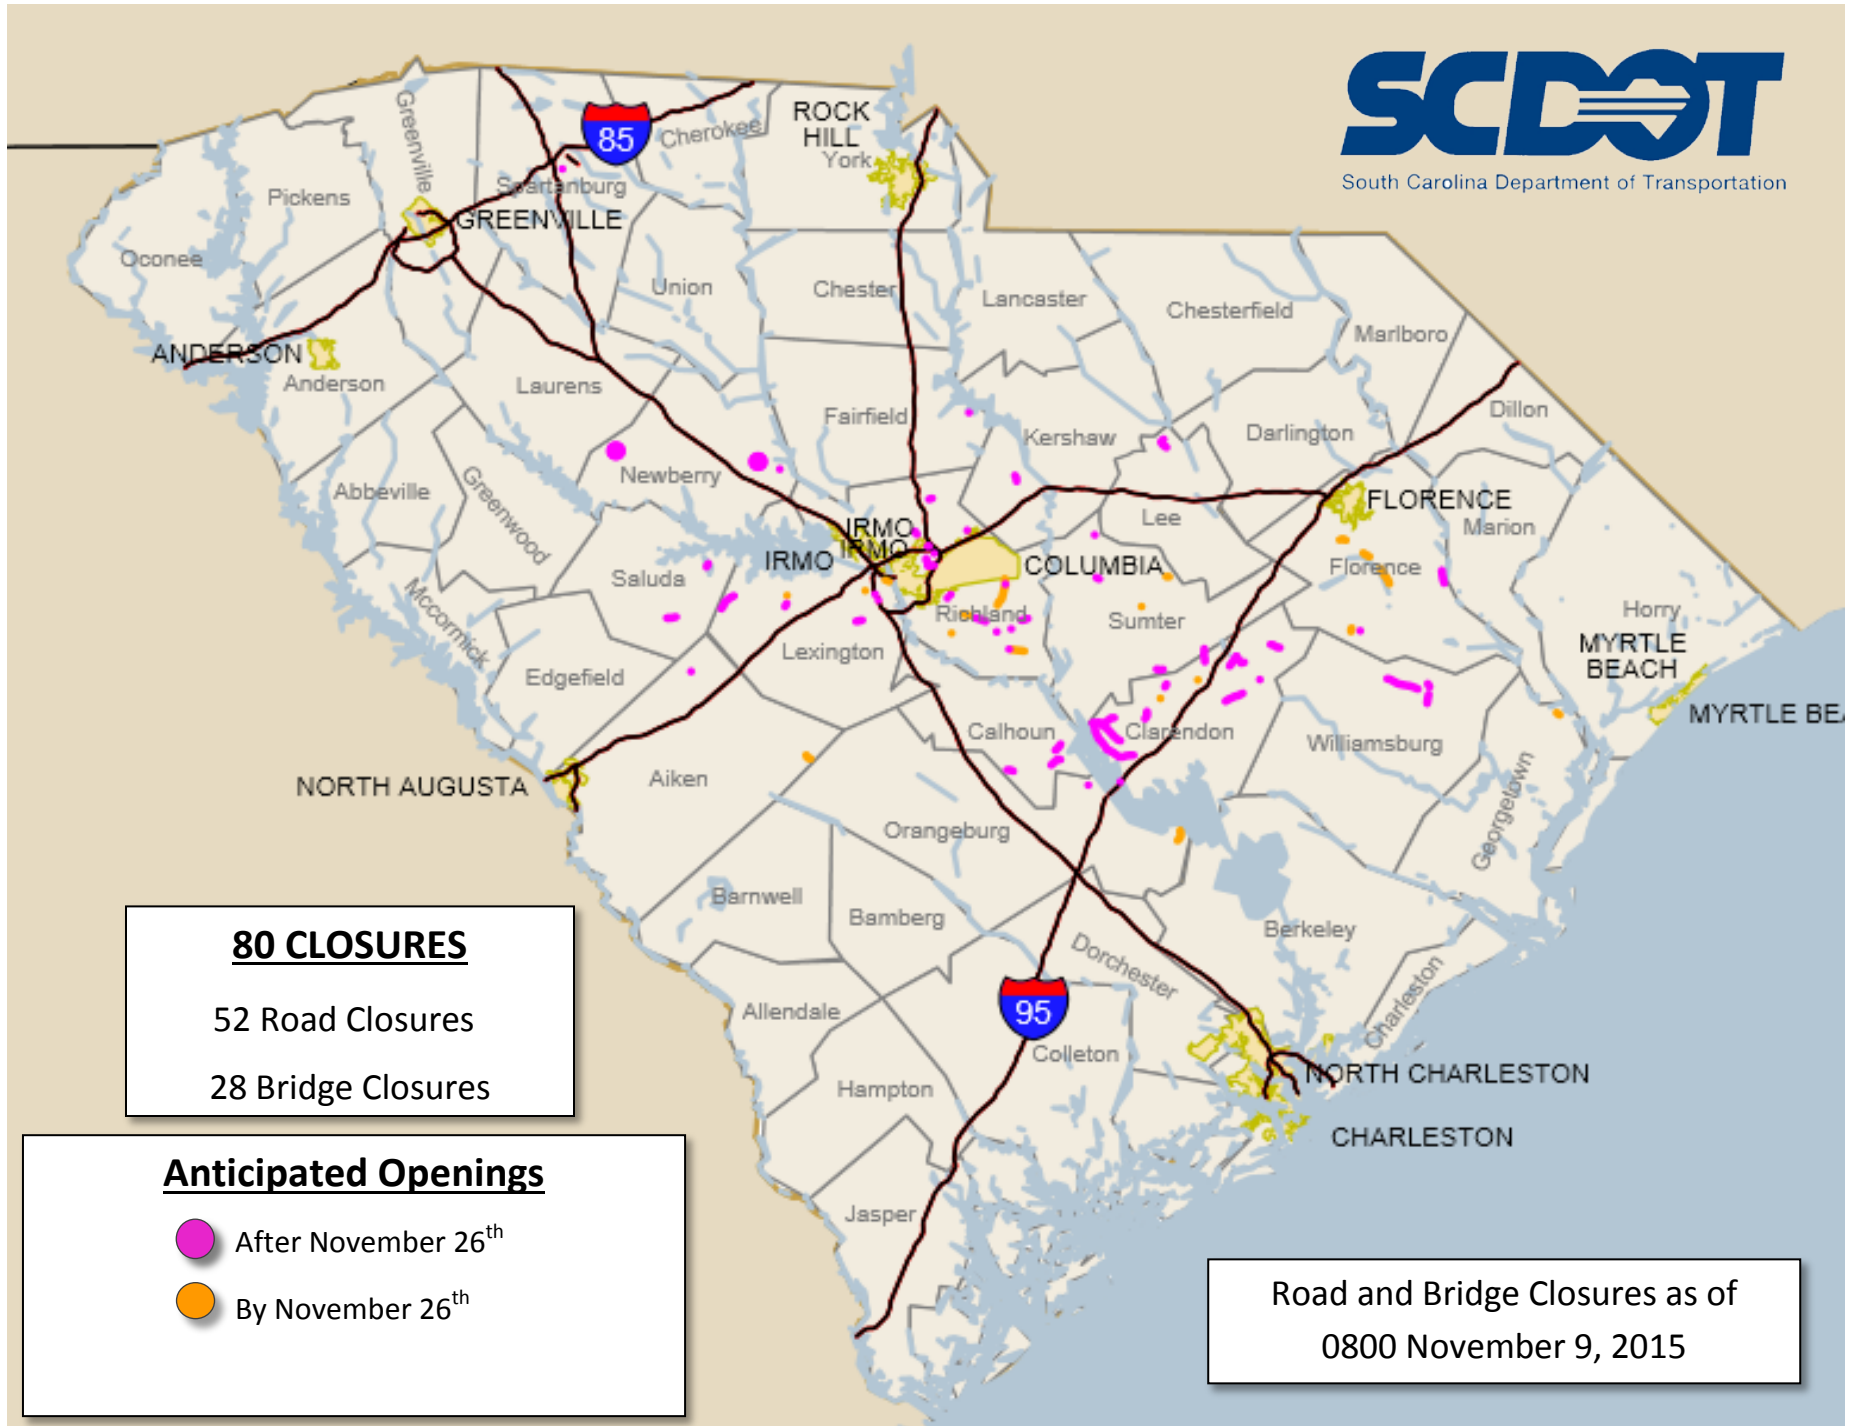 SCDOT
South Carolina Department of Transportation
85
Cherokee
ROCK
HILL
York
Greenville
Spartanburg
Pickens
GREENVILLE
Oconee
Union
Chester
Lancaster
Chesterfield
Marlboro
ANDERSON
Anderson
Laurens
Fairfield
Kershaw
Darlington
Dillon
Newberry
Abbeville
Greenwood
FLORENCE
Marion
Lee
IRMO
IRMO
IRMO
COLUMBIA
Florence
Saluda
Mccormick
Richland
Sumter
Horry
Lexington
MYRTLE
BEACH
Edgefield
MYRTLE BEA
Calhoun
Clarendon
Williamsburg
NORTH AUGUSTA
Aiken
Georgetown
Orangeburg
Barnwell
Bamberg
Berkeley
Dorchester
Charleston
Allendale
95
Colleton
NORTH CHARLESTON
Hampton
CHARLESTON
Jasper
80 CLOSURES
52 Road Closures
28 Bridge Closures
Anticipated Openings
After November 26th
By November 26th
Road and Bridge Closures as of
0800 November 9, 2015